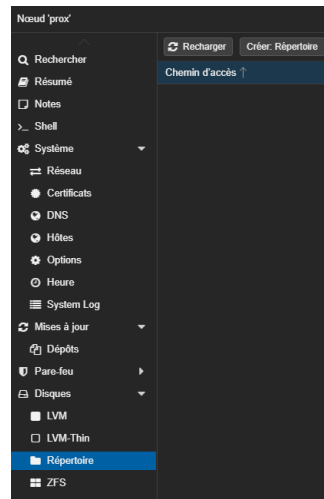 Nœud 'prox'
Recharger
Créer: Répertoire
Chemin d'accès ↑
Rechercher
Résumé
Notes
Shell
Système
Réseau
Certificats
DNS
Hôtes
Options
Heure
System Log
Mises à jour
Dépôts
Pare-feu
Disques
LVM
LVM-Thin
Répertoire
ZFS